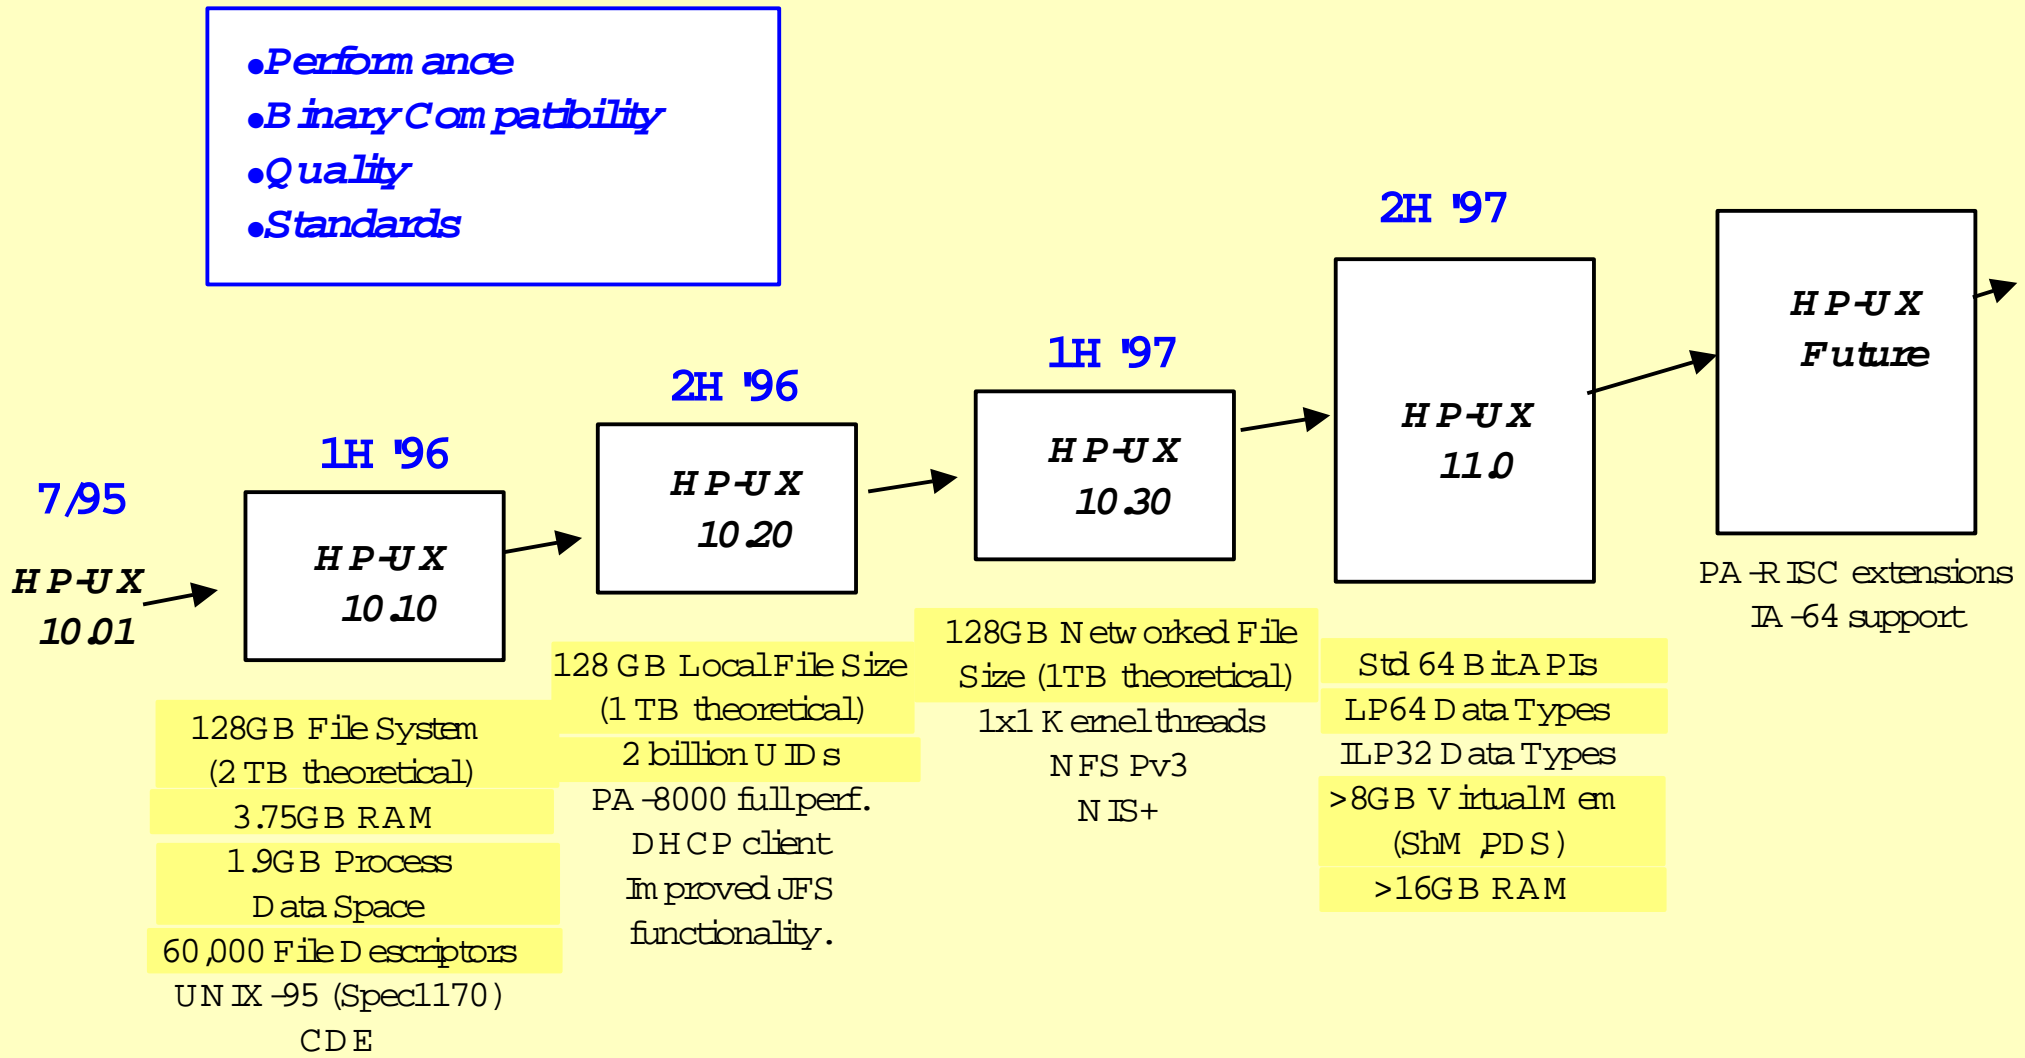 •Performance
•Binary Compatibility
•Quality
•Standards
7/95
HP-UX
10.01
1H '96
HP-UX
10.10
128GB File System
(2 TB theoretical)
3.75GB RAM
1.9GB Process
Data Space
60,000 File Descriptors
UNIX-95 (Spec1170)
CDE
2H '96
HP-UX
10.20
128 GB Local File Size
(1 TB theoretical)
2 billion UIDs
PA-8000 full perf.
DHCP client
Improved JFS
functionality.
1H '97
HP-UX
10.30
128GB Networked File
Size (1TB theoretical)
1x1 Kernel threads
NFS Pv3
NIS+
2H '97
HP-UX
11.0
Std 64 Bit APIs
LP64 Data Types
ILP32 Data Types
>8GB Virtual Mem
(ShM, PDS)
>16GB RAM
HP-UX
Future
PA-RISC extensions
IA-64 support